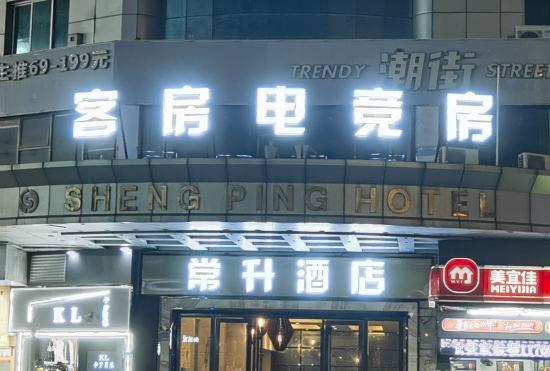 主推69-199元
TRENDY 潮街 STREET
客房电竞房
SHENG PING HOTEL
常升酒店
美宜佳
MEIYIJIA
KL
KL